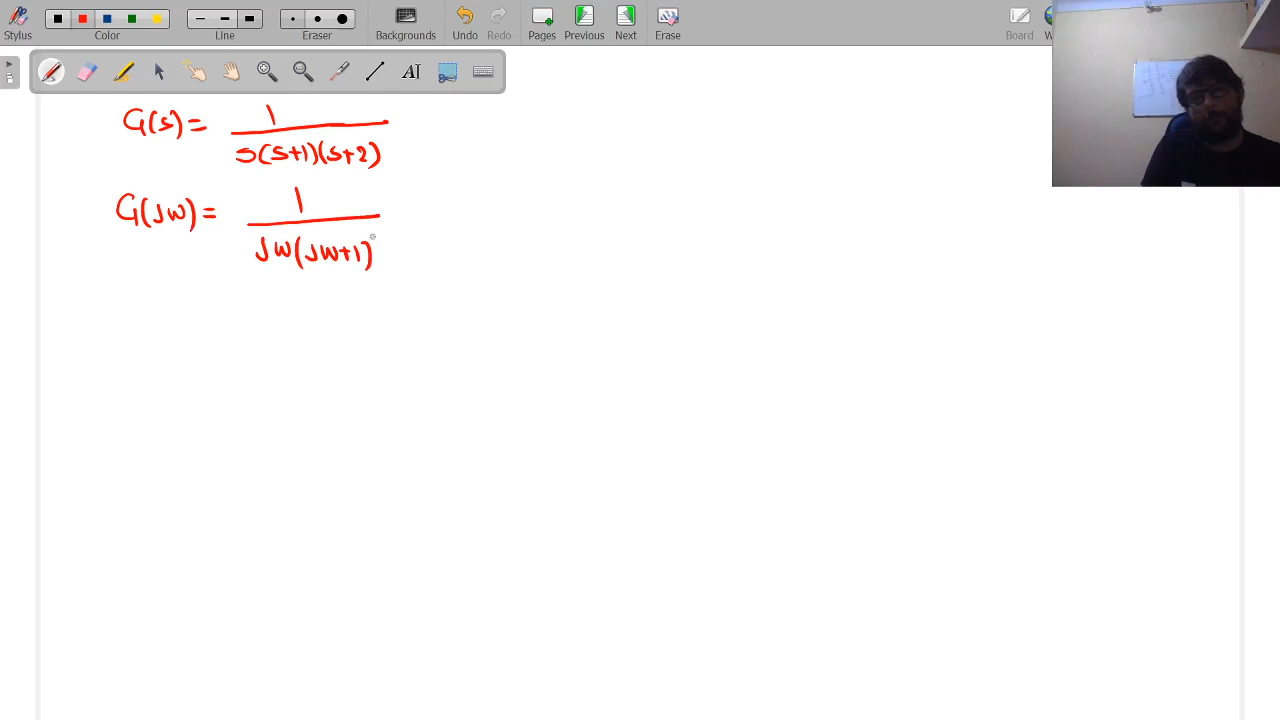 Stylus Color Line Eraser Backgrounds Undo Redo Pages Previous Next Erase Board
G(s) = 1 / s(s+1)(s+2)
G(jw) = 1 / jw(jw+1)